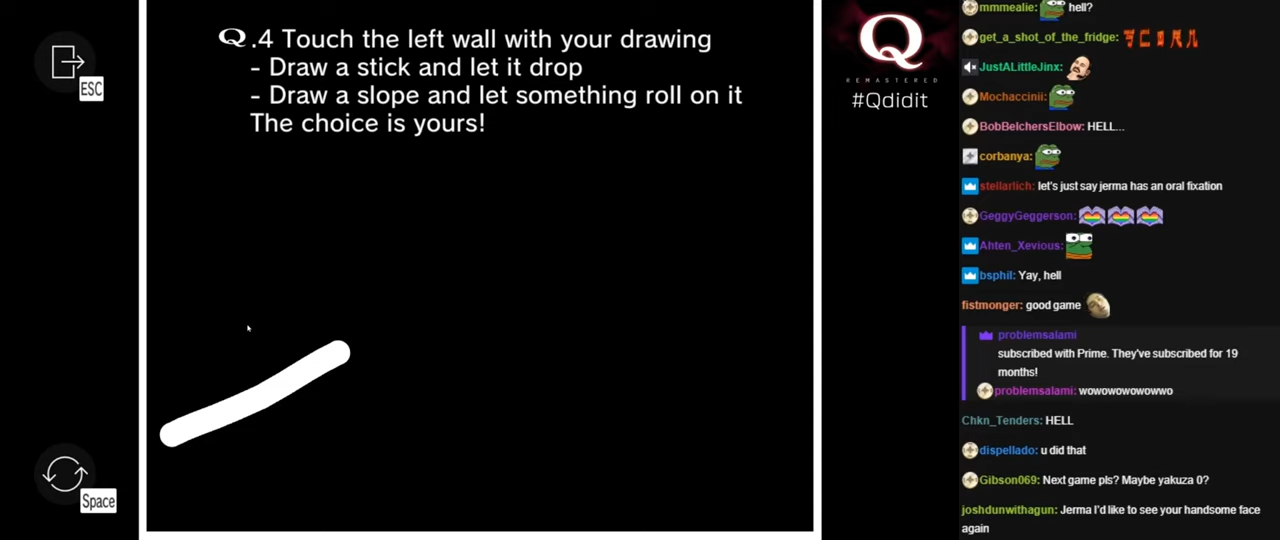 Q.4 Touch the left wall with your drawing
- Draw a stick and let it drop
- Draw a slope and let something roll on it
The choice is yours!
ESC
Space
Q
REMASTERED
#Qdidit
mmmealie: hell?
get_a_shot_of_the_fridge:
JustALittleJinx:
Mochaccinii:
BobBelchersElbow: HELL...
corbanya:
stellarlich: let's just say jerma has an oral fixation
GeggyGeggerson:
Ahten_Xevious:
bsphil: Yay, hell
fistmonger: good game
problemsalami
subscribed with Prime. They've subscribed for 19
months!
problemsalami: wowowowowowwo
Chkn_Tenders: HELL
dispellado: u did that
Gibson069: Next game pls? Maybe yakuza 0?
joshdunwithagun: Jerma I'd like to see your handsome face
again